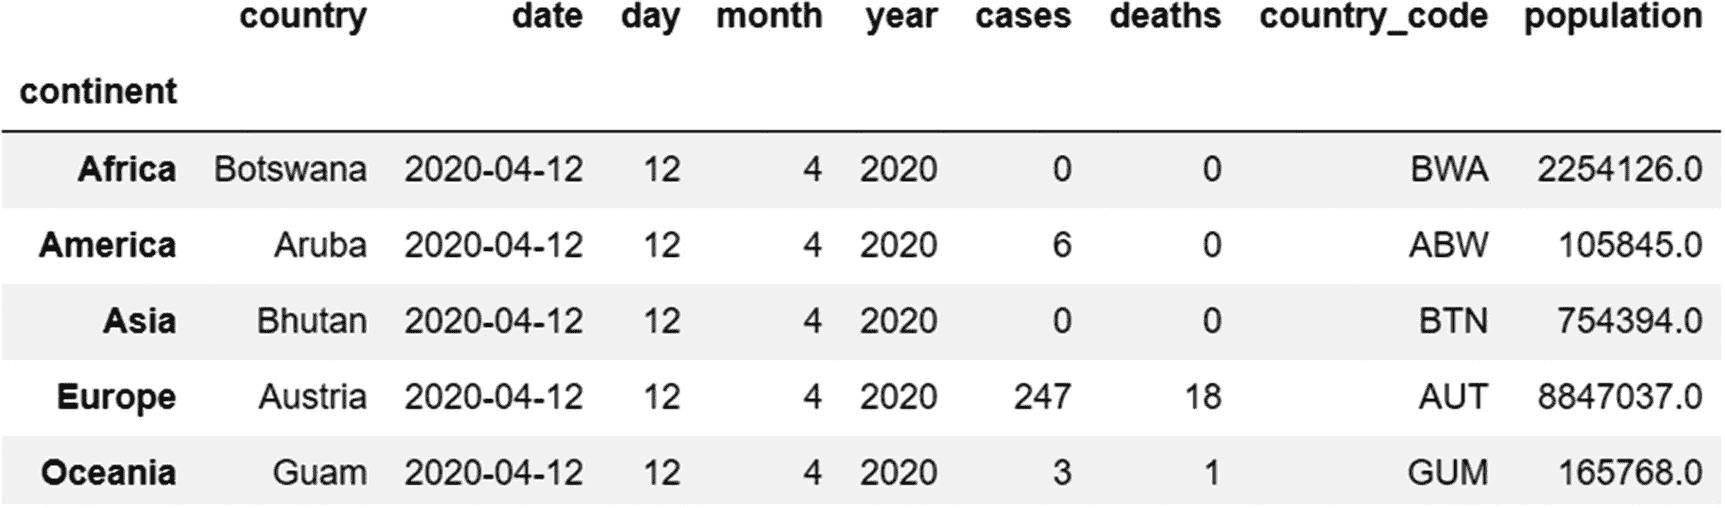 country date day month year cases deaths country_code population
continent
Africa Botswana 2020-04-12 12 4 2020 0 0 BWA 2254126.0
America Aruba 2020-04-12 12 4 2020 6 0 ABW 105845.0
Asia Bhutan 2020-04-12 12 4 2020 0 0 BTN 754394.0
Europe Austria 2020-04-12 12 4 2020 247 18 AUT 8847037.0
Oceania Guam 2020-04-12 12 4 2020 3 1 GUM 165768.0